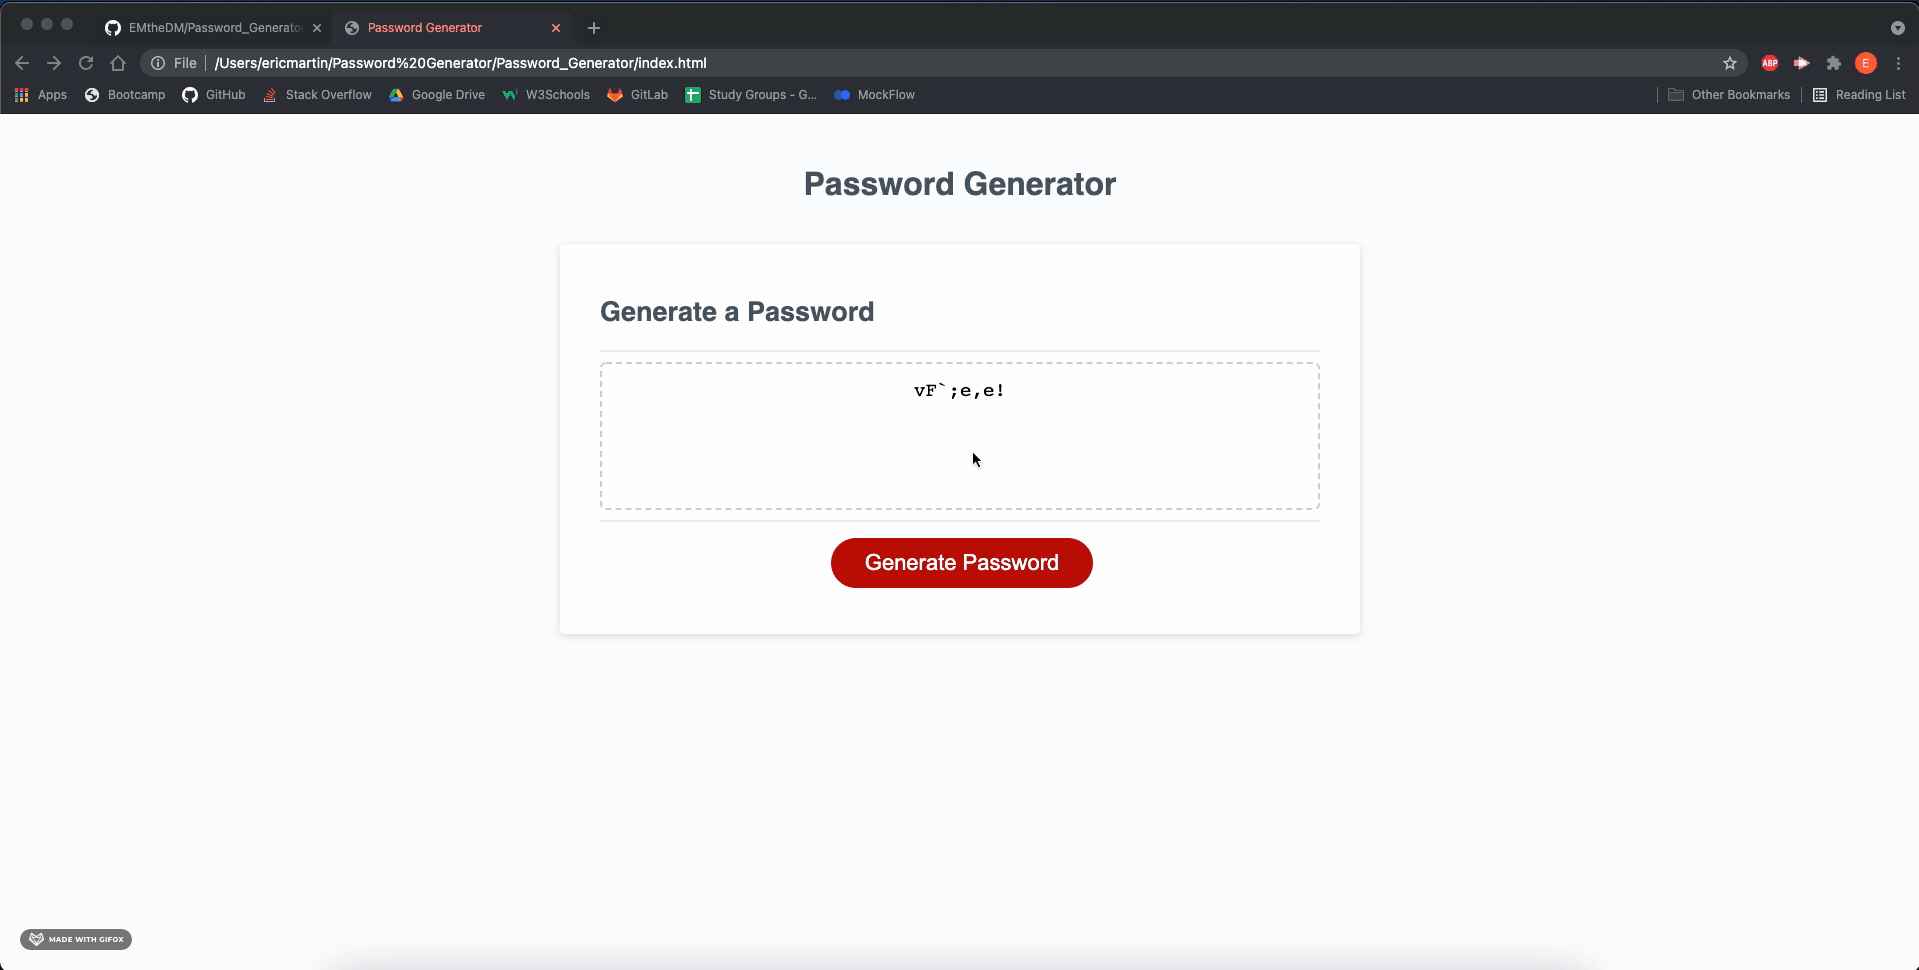 EMtheDM/Password_Generato
Password Generator
File /Users/ericmartin/Password%20Generator/Password_Generator/index.html
ABP
E
Apps Bootcamp GitHub Stack Overflow Google Drive W3Schools GitLab Study Groups - G... MockFlow Other Bookmarks Reading List
Password Generator
Generate a Password
vF`;e,e!
Generate Password
MADE WITH GIFOX